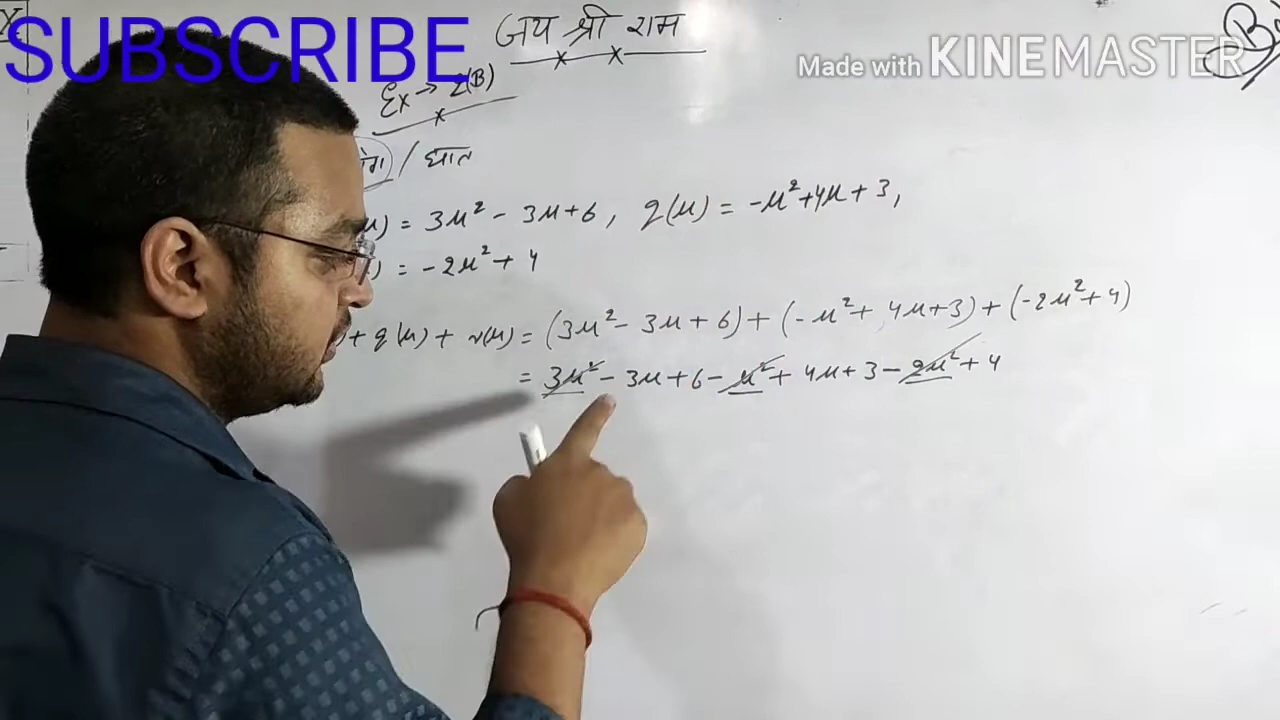 SUBSCRIBE
जय श्री राम
Made with KINEMASTER
Ex → 2(B)
/ घात
) = 3x² - 3x + 6, q(x) = -x² + 4x + 3,
) = -2x² + 4
) + q(x) + r(x) = (3x² - 3x + 6) + (-x² + 4x + 3) + (-2x² + 4)
= 3x² - 3x + 6 - x² + 4x + 3 - 2x² + 4